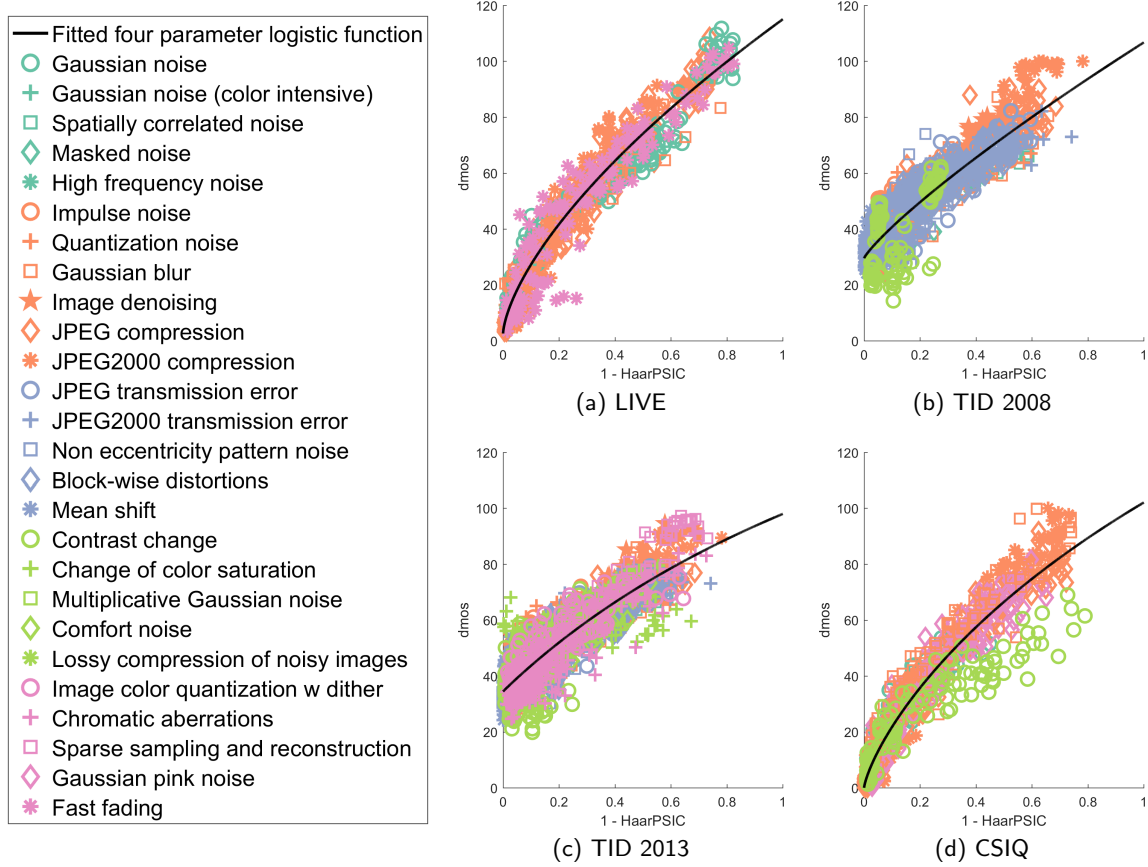 Fitted four parameter logistic function
Gaussian noise
Gaussian noise (color intensive)
Spatially correlated noise
Masked noise
High frequency noise
Impulse noise
Quantization noise
Gaussian blur
Image denoising
JPEG compression
JPEG2000 compression
JPEG transmission error
JPEG2000 transmission error
Non eccentricity pattern noise
Block-wise distortions
Mean shift
Contrast change
Change of color saturation
Multiplicative Gaussian noise
Comfort noise
Lossy compression of noisy images
Image color quantization w dither
Chromatic aberrations
Sparse sampling and reconstruction
Gaussian pink noise
Fast fading
120
100
80
60
40
20
0
dmos
0 0.2 0.4 0.6 0.8 1
1 - HaarPSIC
(a) LIVE
120
100
80
60
40
20
0
dmos
0 0.2 0.4 0.6 0.8 1
1 - HaarPSIC
(b) TID 2008
120
100
80
60
40
20
0
dmos
0 0.2 0.4 0.6 0.8 1
1 - HaarPSIC
(c) TID 2013
120
100
80
60
40
20
0
dmos
0 0.2 0.4 0.6 0.8 1
1 - HaarPSIC
(d) CSIQ